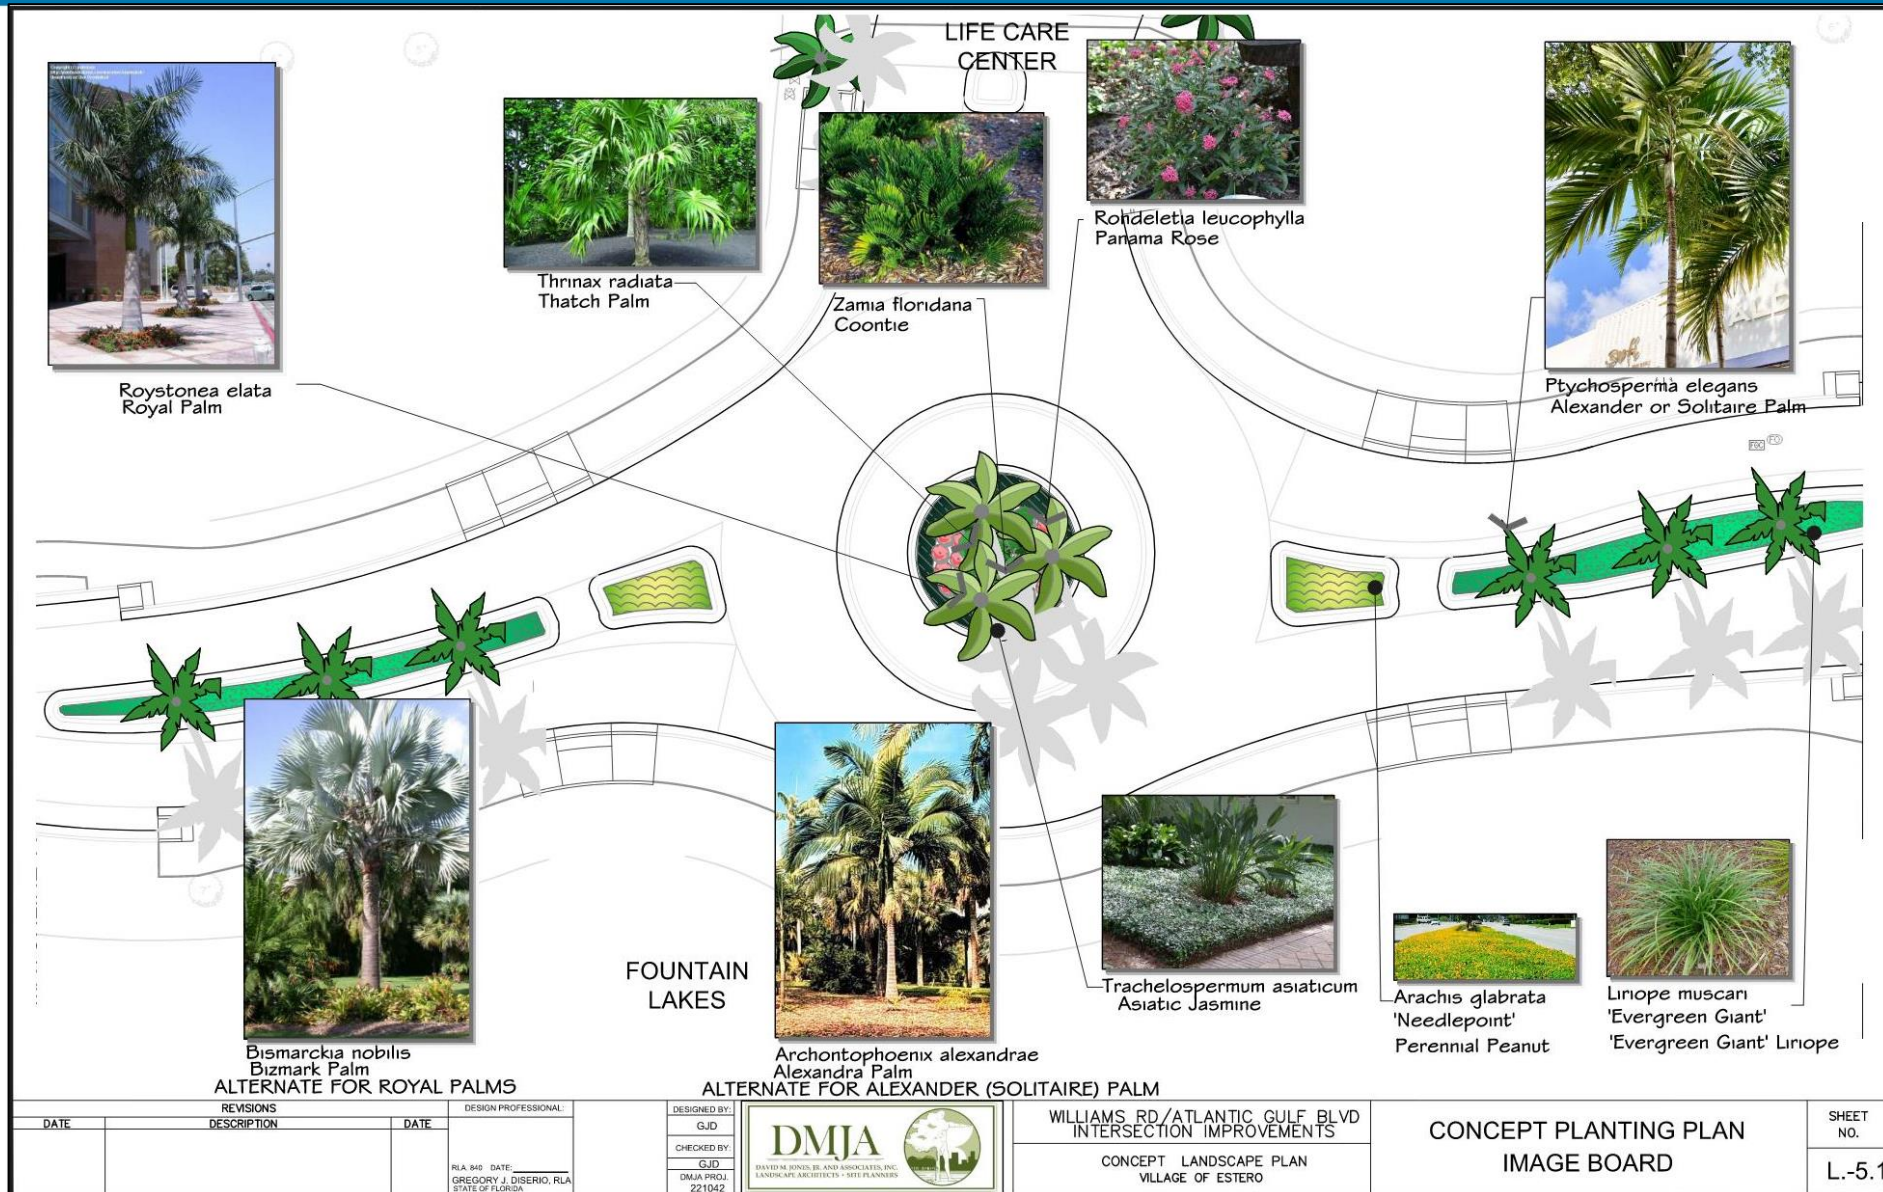 LIFE CARE
CENTER
Rondeletia leucophylla
Panama Rose
Thrinax radiata
Thatch Palm
Zamia floridana
Coontie
Roystonea elata
Royal Palm
Ptychosperma elegans
Alexander or Solitaire Palm
FOUNTAIN
LAKES
Trachelospermum asiaticum
Asiatic Jasmine
Arachis glabrata
'Needlepoint'
Perennial Peanut
Liriope muscari
'Evergreen Giant'
'Evergreen Giant' Liriope
Bismarckia nobilis
Bizmark Palm
ALTERNATE FOR ROYAL PALMS
Archontophoenix alexandrae
Alexandra Palm
ALTERNATE FOR ALEXANDER (SOLITAIRE) PALM
REVISIONS
DATE DESCRIPTION DATE
DESIGN PROFESSIONAL:
RLA 840 DATE:
GREGORY J. DISERIO, RLA
STATE OF FLORIDA
DESIGNED BY:
GJD
CHECKED BY:
GJD
DMJA PROJ.
221042
DMJA
DAVID M. JONES, JR. AND ASSOCIATES, INC.
LANDSCAPE ARCHITECTS • SITE PLANNERS
WILLIAMS RD/ATLANTIC GULF BLVD
INTERSECTION IMPROVEMENTS
CONCEPT LANDSCAPE PLAN
VILLAGE OF ESTERO
CONCEPT PLANTING PLAN
IMAGE BOARD
SHEET
NO.
L.-5.1